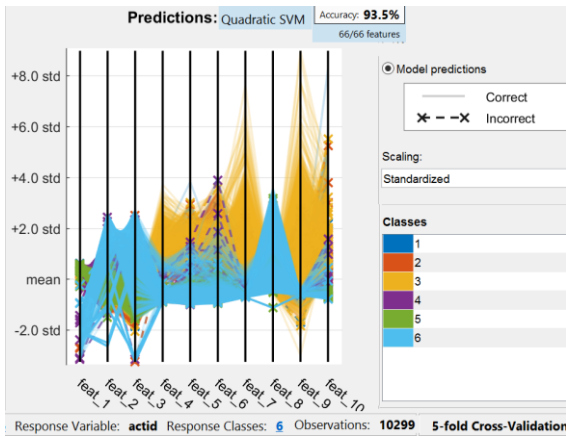 Predictions: Quadratic SVM
Accuracy: 93.5%
66/66 features
+8.0 std
+6.0 std
+4.0 std
+2.0 std
mean
-2.0 std
feat_1
feat_2
feat_3
feat_4
feat_5
feat_6
feat_7
feat_8
feat_9
feat_10
Model predictions
Correct
Incorrect
Scaling:
Standardized
Classes
1
2
3
4
5
6
Response Variable: actid Response Classes: 6 Observations: 10299 5-fold Cross-Validation